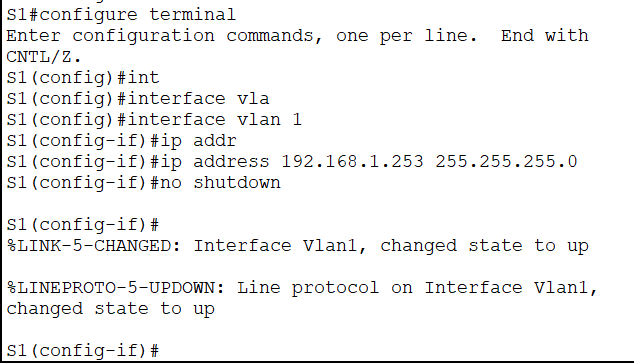 S1#configure terminal
Enter configuration commands, one per line.  End with
CNTL/Z.
S1(config)#int
S1(config)#interface vla
S1(config)#interface vlan 1
S1(config-if)#ip addr
S1(config-if)#ip address 192.168.1.253 255.255.255.0
S1(config-if)#no shutdown

S1(config-if)#
%LINK-5-CHANGED: Interface Vlan1, changed state to up

%LINEPROTO-5-UPDOWN: Line protocol on Interface Vlan1,
changed state to up

S1(config-if)#